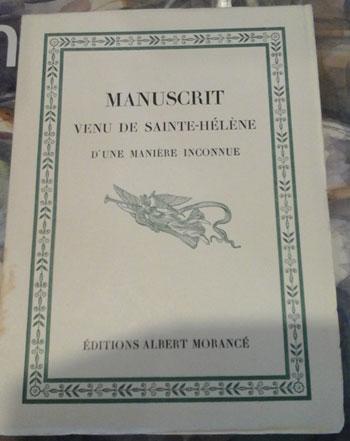 MANUSCRIT
VENU DE SAINTE-HÉLÈNE
D'UNE MANIÈRE INCONNUE
ÉDITIONS ALBERT MORANCÉ